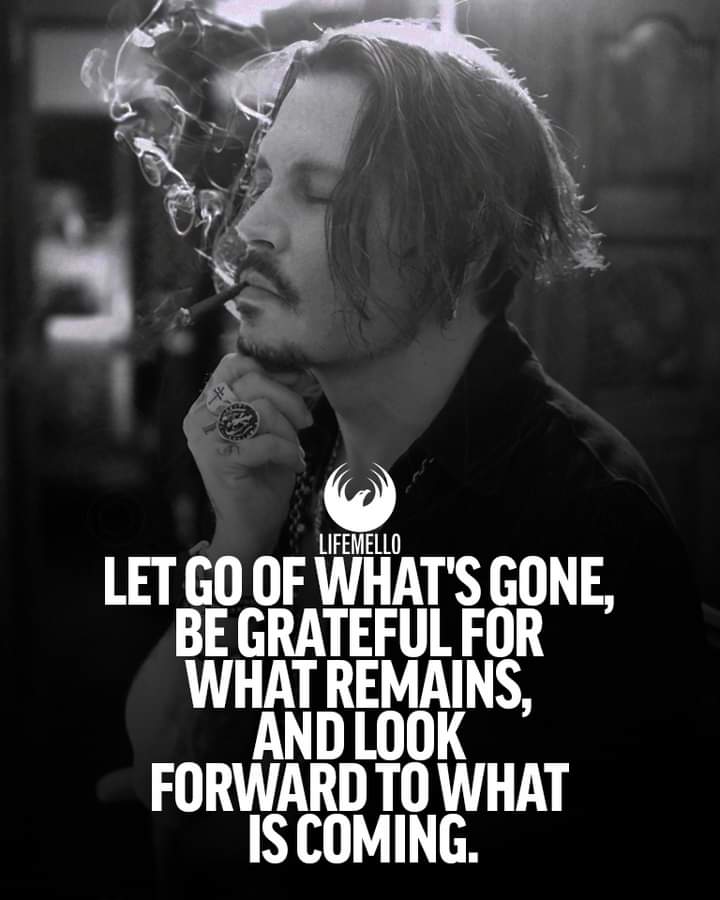 LIFEMELLO
LET GO OF WHAT'S GONE,
BE GRATEFUL FOR
WHAT REMAINS,
AND LOOK
FORWARD TO WHAT
IS COMING.